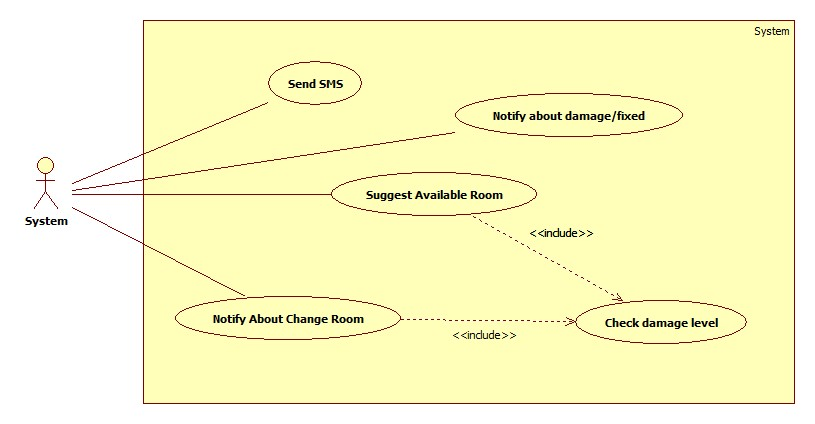 System
Send SMS
Notify about damage/fixed
Suggest Available Room
System
<<include>>
Notify About Change Room
Check damage level
<<include>>